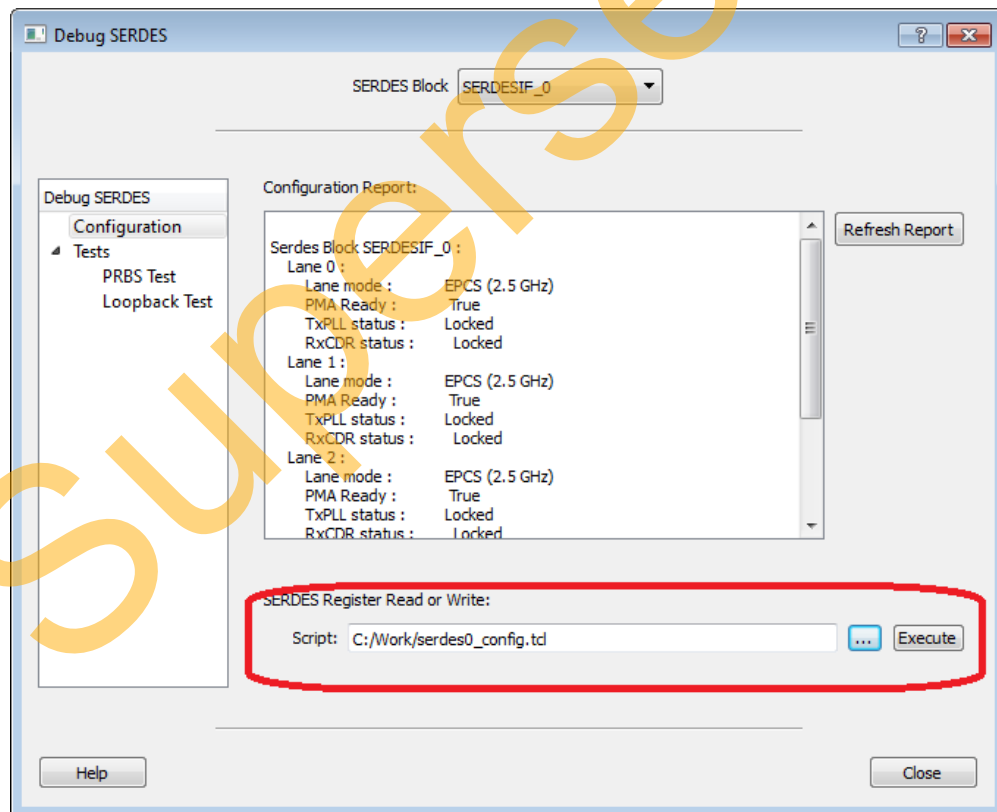 Debug SERDES
SERDES Block SERDESIF_0
Debug SERDES
Configuration
Tests
PRBS Test
Loopback Test
Configuration Report:
Refresh Report
Serdes Block SERDESIF_0 :
Lane 0 :
Lane mode : EPCS (2.5 GHz)
PMA Ready : True
TxPLL status : Locked
RxCDR status : Locked
Lane 1 :
Lane mode : EPCS (2.5 GHz)
PMA Ready : True
TxPLL status : Locked
RxCDR status : Locked
Lane 2 :
Lane mode : EPCS (2.5 GHz)
PMA Ready : True
TxPLL status : Locked
RxCDR status : Locked
SERDES Register Read or Write:
Script: C:/Work/serdes0_config.tcl ... Execute
Help Close
Superse